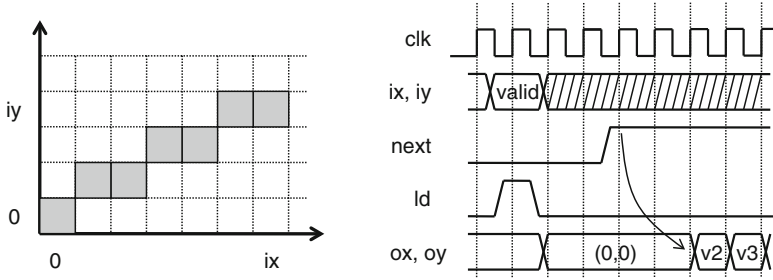 iy
0
0
ix
clk
ix, iy
valid
next
ld
ox, oy
(0,0)
v2
v3